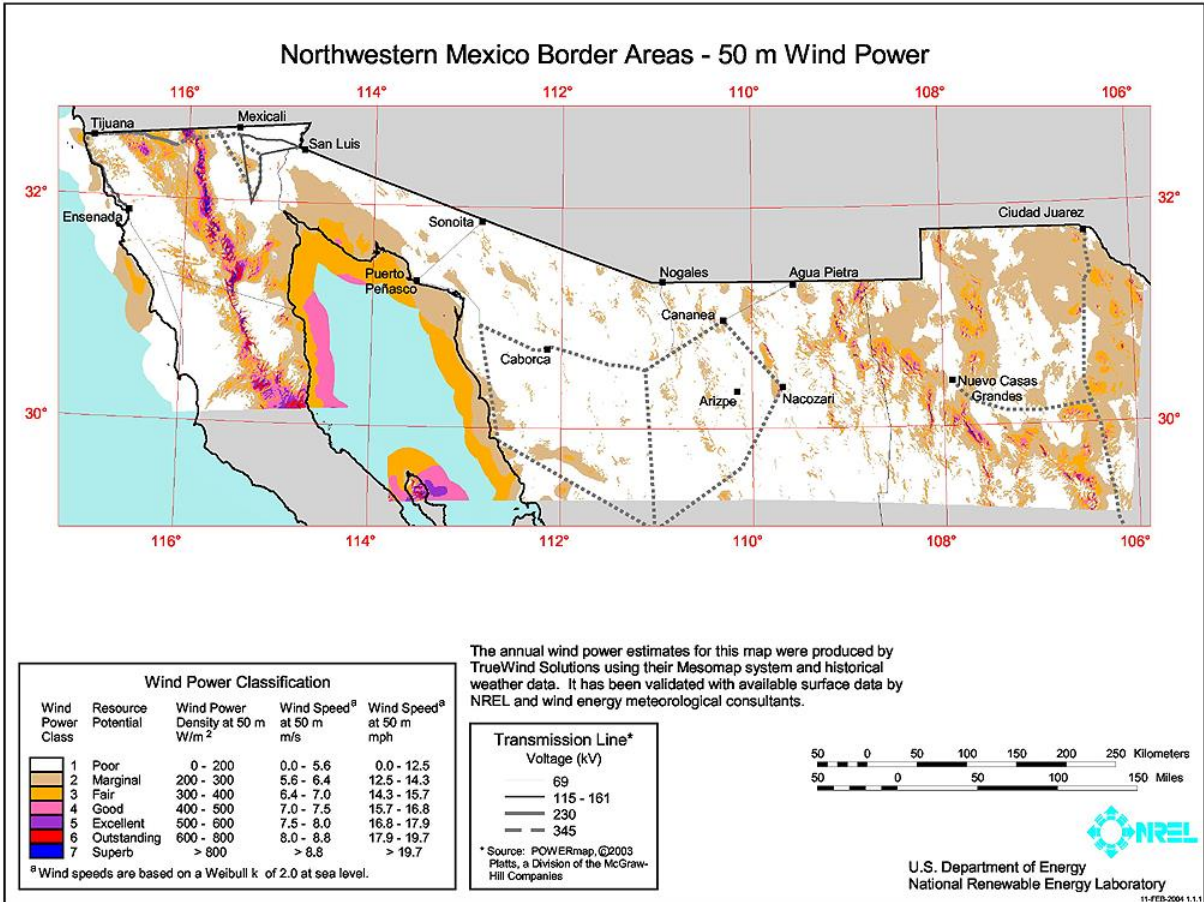 Northwestern Mexico Border Areas - 50 m Wind Power
116° 114° 112° 110° 108° 106°
Tijuana
Mexicali
San Luis
32° 32°
Ensenada
Sonoita
Ciudad Juarez
Puerto
Peñasco
Nogales
Agua Pietra
Cananea
Caborca
Arizpe
Nacozari
Nuevo Casas
Grandes
30° 30°
116° 114° 112° 110° 108° 106°
The annual wind power estimates for this map were produced by
TrueWind Solutions using their Mesomap system and historical
weather data. It has been validated with available surface data by
NREL and wind energy meteorological consultants.
Wind Power Classification
Wind Resource Wind Power Wind Speedᵃ Wind Speedᵃ
Power Potential Density at 50 m at 50 m at 50 m
Class W/m² m/s mph
1 Poor 0 - 200 0.0 - 5.6 0.0 - 12.5
2 Marginal 200 - 300 5.6 - 6.4 12.5 - 14.3
3 Fair 300 - 400 6.4 - 7.0 14.3 - 15.7
4 Good 400 - 500 7.0 - 7.5 15.7 - 16.8
5 Excellent 500 - 600 7.5 - 8.0 16.8 - 17.9
6 Outstanding 600 - 800 8.0 - 8.8 17.9 - 19.7
7 Superb > 800 > 8.8 > 19.7
ᵃ Wind speeds are based on a Weibull k of 2.0 at sea level.
Transmission Line*
Voltage (kV)
69
115 - 161
230
345
* Source: POWERmap, ©2003
Platts, a Division of the McGraw-
Hill Companies
50 0 50 100 150 200 250 Kilometers
50 0 50 100 150 Miles
NREL
U.S. Department of Energy
National Renewable Energy Laboratory
11-FEB-2004 1.1.1